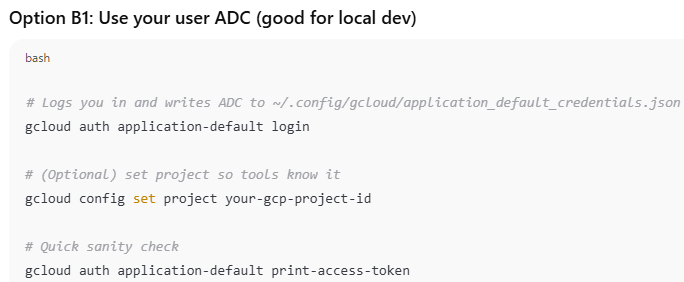 Option B1: Use your user ADC (good for local dev)
bash
# Logs you in and writes ADC to ~/.config/gcloud/application_default_credentials.json
gcloud auth application-default login
# (Optional) set project so tools know it
gcloud config set project your-gcp-project-id
# Quick sanity check
gcloud auth application-default print-access-token